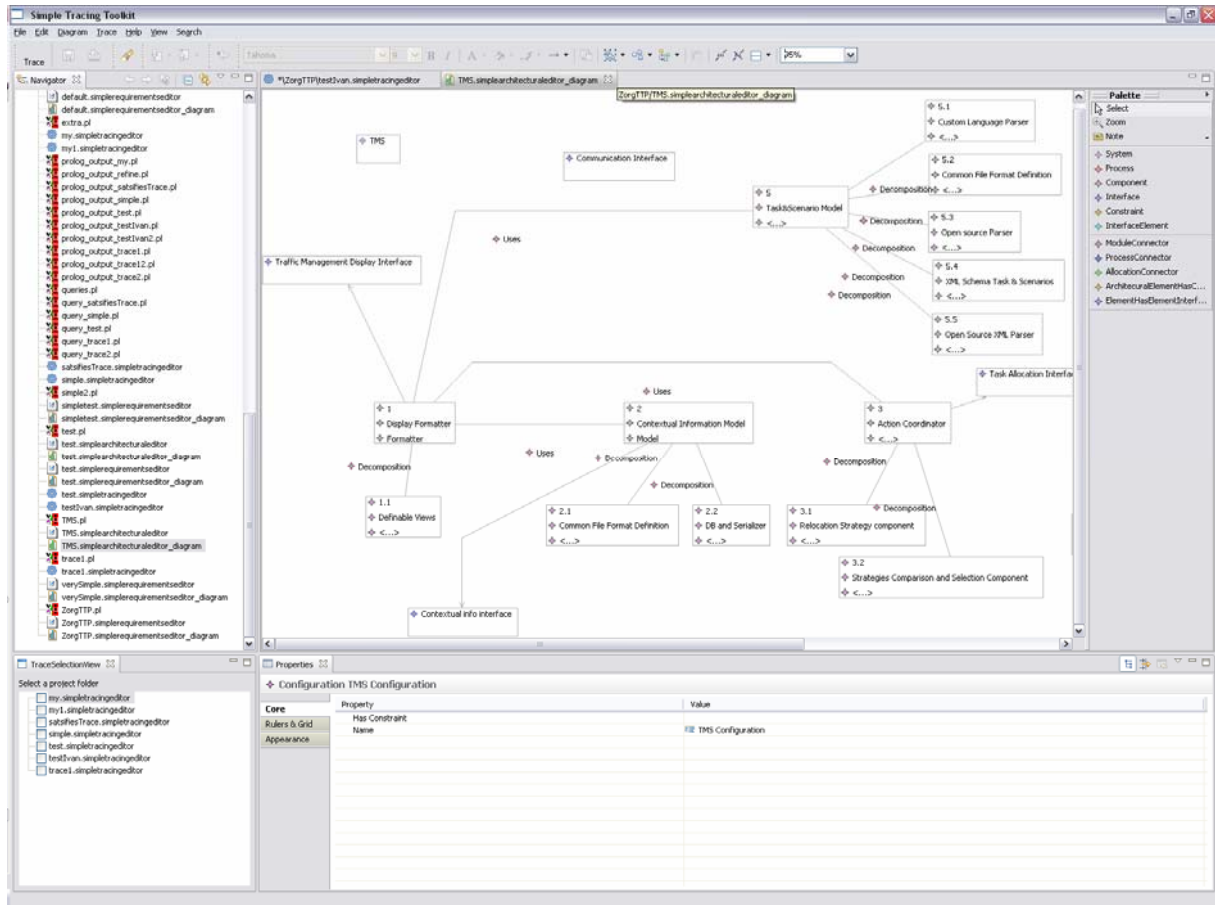 Simple Tracing Toolkit
File Edit Diagram Trace Help View Search
Trace
Tahoma 9 B I A 75%
Navigator
default.simplerequirementseditor
default.simplerequirementseditor_diagram
extra.pl
my.simpletracingeditor
my1.simpletracingeditor
prolog_output_my.pl
prolog_output_refine.pl
prolog_output_satsifiesTrace.pl
prolog_output_simple.pl
prolog_output_test.pl
prolog_output_testIvan.pl
prolog_output_testIvan2.pl
prolog_output_trace1.pl
prolog_output_trace12.pl
prolog_output_trace2.pl
queries.pl
query_satsifiesTrace.pl
query_simple.pl
query_test.pl
query_trace1.pl
query_trace2.pl
satsifiesTrace.simpletracingeditor
simple.simpletracingeditor
simple2.pl
simpletest.simplerequirementseditor
simpletest.simplerequirementseditor_diagram
test.pl
test.simplearchitecturaleditor
test.simplearchitecturaleditor_diagram
test.simplerequirementseditor
test.simplerequirementseditor_diagram
test.simpletracingeditor
testIvan.simpletracingeditor
TMS.pl
TMS.simplearchitecturaleditor
TMS.simplearchitecturaleditor_diagram
trace1.pl
trace1.simpletracingeditor
verySimple.simplerequirementseditor
verySimple.simplerequirementseditor_diagram
ZorgTTP.pl
ZorgTTP.simplerequirementseditor
ZorgTTP.simplerequirementseditor_diagram
*\ZorgTTP\testIvan.simpletracingeditor
TMS.simplearchitecturaleditor_diagram
ZorgTTP/TMS.simplearchitecturaleditor_diagram
TMS
Communication Interface
5.1
Custom Language Parser
<...>
5.2
Common File Format Definition
<...>
5
Task&Scenario Model
<...>
Decomposition
5.3
Open source Parser
<...>
Decomposition
Decomposition
5.4
XML Schema Task & Scenarios
<...>
Decomposition
Decomposition
5.5
Open Source XML Parser
<...>
Uses
Traffic Management Display Interface
Task Allocation Interfac
Uses
1
Display Formatter
Formatter
2
Contextual Information Model
Model
3
Action Coordinator
<...>
Uses
Decomposition
Decomposition
Decomposition
Decomposition
1.1
Definable Views
<...>
2.1
Common File Format Definition
<...>
2.2
DB and Serializer
<...>
3.1
Relocation Strategy component
<...>
Decomposition
3.2
Strategies Comparison and Selection Component
<...>
Contextual info interface
Palette
Select
Zoom
Note
System
Process
Component
Interface
Constraint
InterfaceElement
ModuleConnector
ProcessConnector
AllocationConnector
ArchitecuralElementHasC...
ElementHasElementInterf...
TraceSelectionView
Select a project folder
my.simpletracingeditor
my1.simpletracingeditor
satsifiesTrace.simpletracingeditor
simple.simpletracingeditor
test.simpletracingeditor
testIvan.simpletracingeditor
trace1.simpletracingeditor
Properties
Configuration TMS Configuration
Core
Rulers & Grid
Appearance
Property Value
Has Constraint
Name TMS Configuration